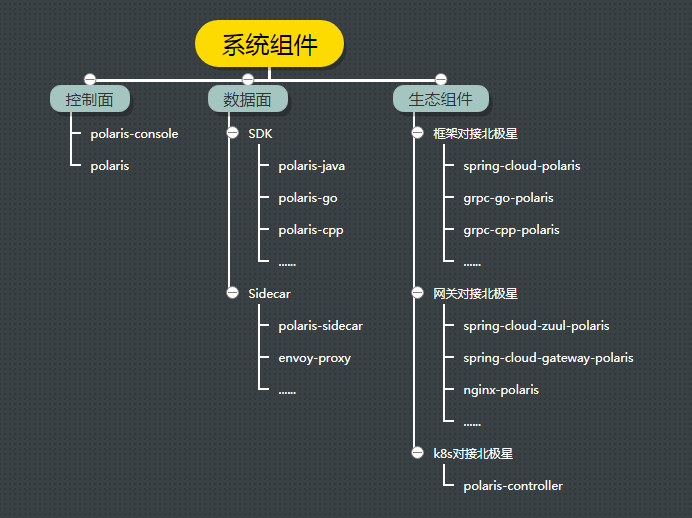 系统组件
控制面
polaris-console
polaris
数据面
SDK
polaris-java
polaris-go
polaris-cpp
......
Sidecar
polaris-sidecar
envoy-proxy
......
生态组件
框架对接北极星
spring-cloud-polaris
grpc-go-polaris
grpc-cpp-polaris
......
网关对接北极星
spring-cloud-zuul-polaris
spring-cloud-gateway-polaris
nginx-polaris
......
k8s对接北极星
polaris-controller